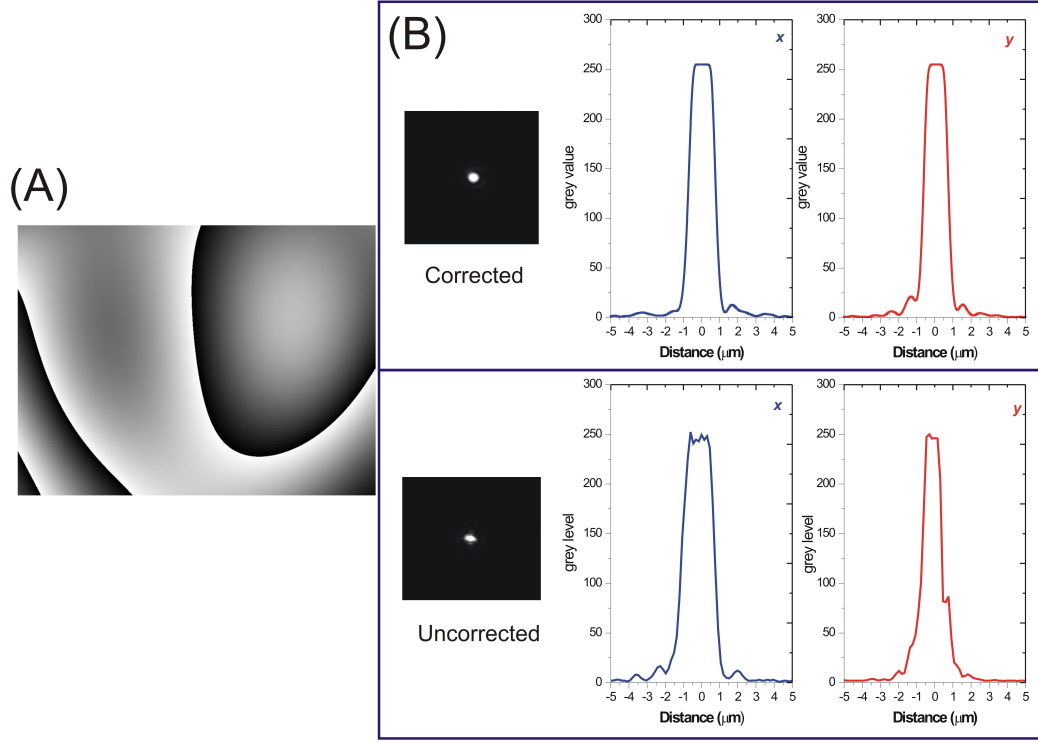 (A)
(B)
Corrected
grey value
300
250
200
150
100
50
0
-5 -4 -3 -2 -1 0 1 2 3 4 5
Distance (μm)
x
grey value
300
250
200
150
100
50
0
-5 -4 -3 -2 -1 0 1 2 3 4 5
Distance (μm)
y
Uncorrected
grey level
300
250
200
150
100
50
0
-5 -4 -3 -2 -1 0 1 2 3 4 5
Distance (μm)
x
grey level
300
250
200
150
100
50
0
-5 -4 -3 -2 -1 0 1 2 3 4 5
Distance (μm)
y